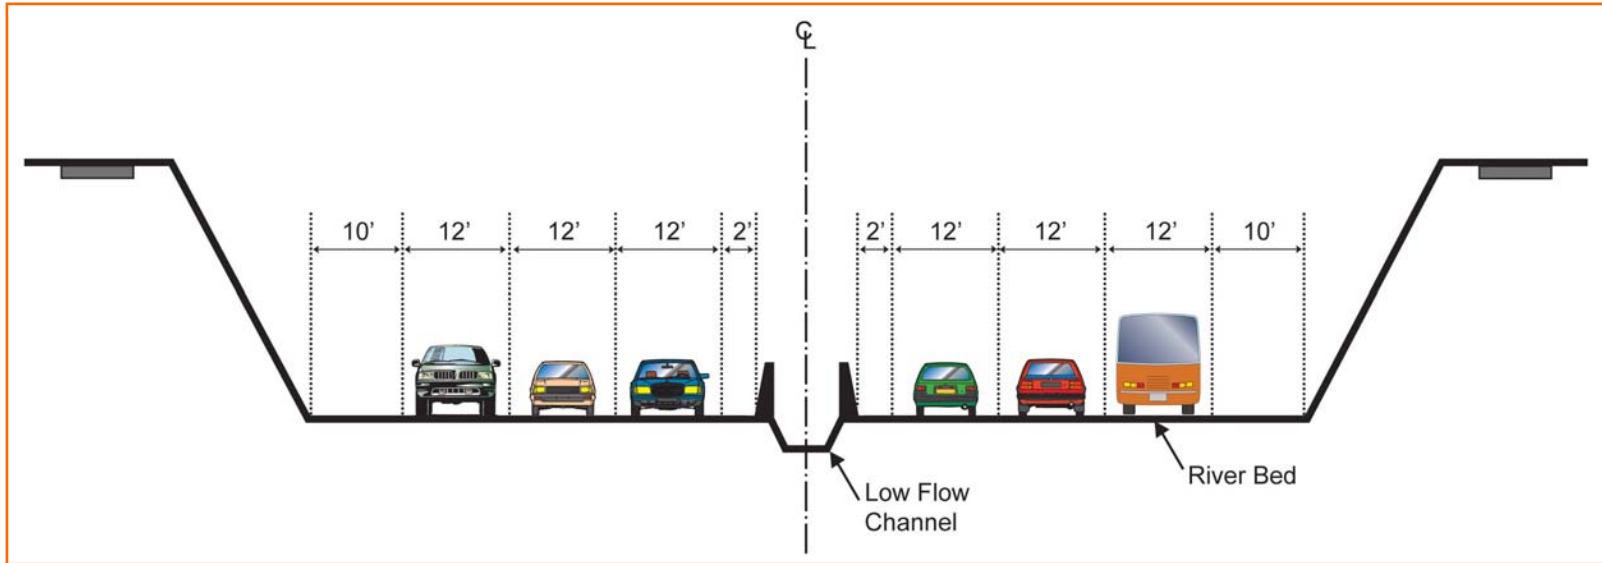 ℄
10’ 12’ 12’ 12’ 2’ 2’ 12’ 12’ 12’ 10’
River Bed
Low Flow
Channel